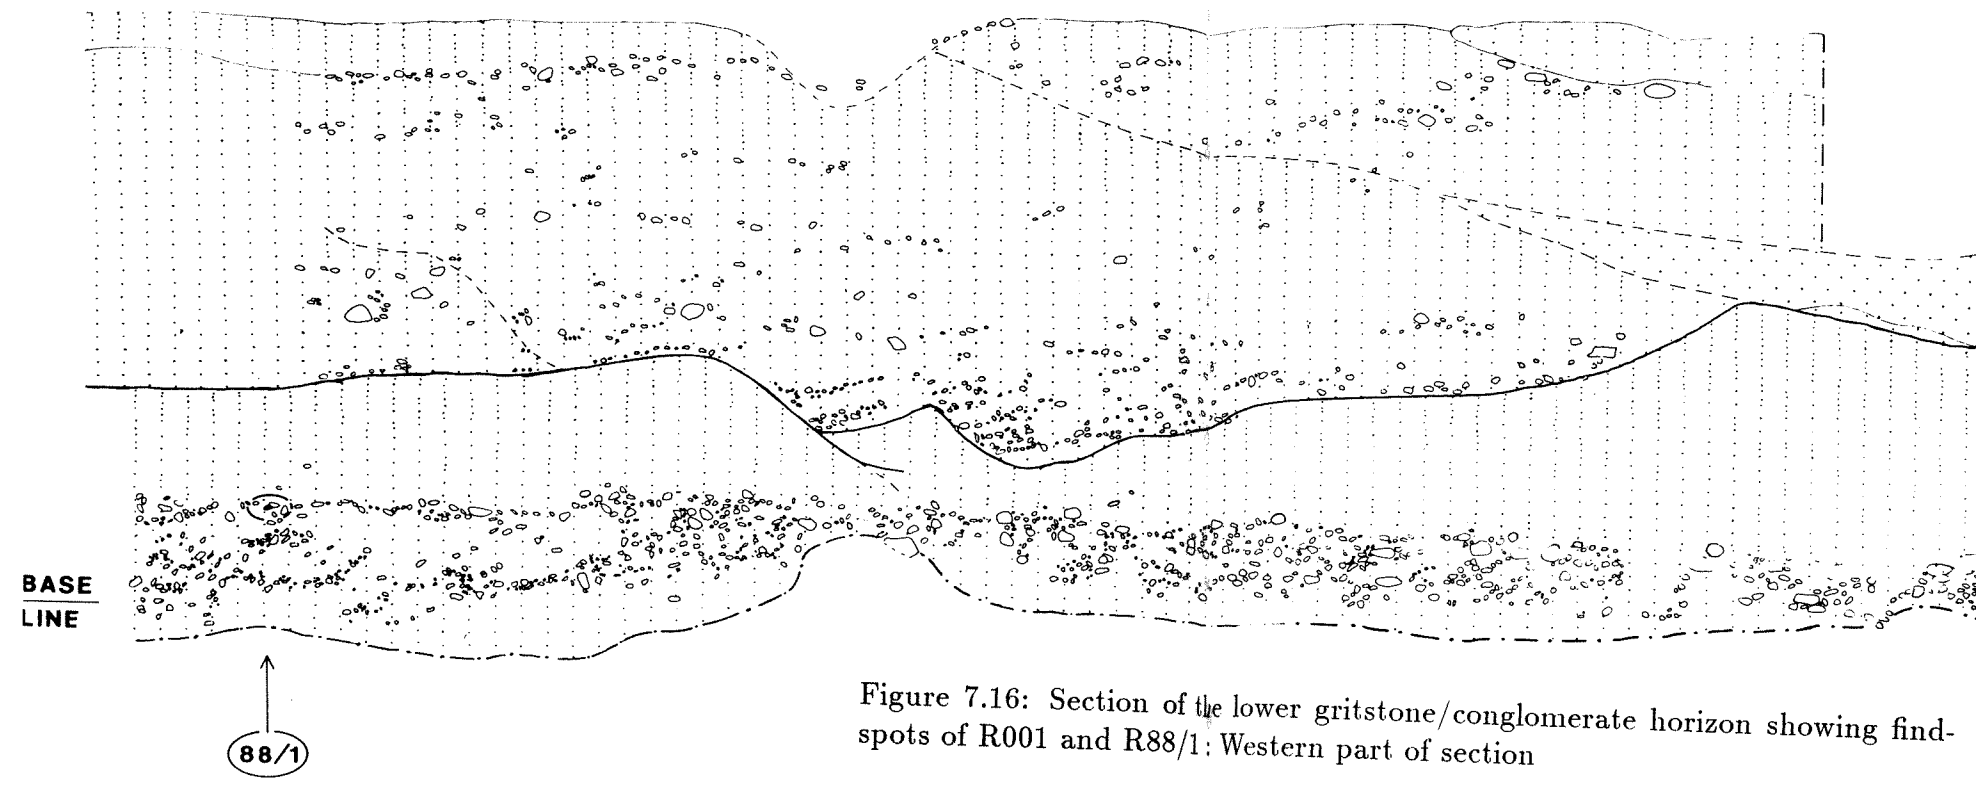 BASE
LINE
88/1
Figure 7.16: Section of the lower gritstone/conglomerate horizon showing find-
spots of R001 and R88/1: Western part of section